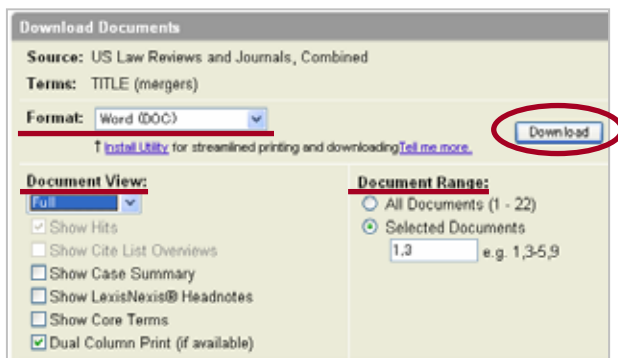 Download Documents
Source: US Law Reviews and Journals, Combined
Terms: TITLE (mergers)
Format: Word (DOC)
Download
↑ Install Utility for streamlined printing and downloading Tell me more.
Document View:
Full
Show Hits
Show Cite List Overviews
Show Case Summary
Show LexisNexis® Headnotes
Show Core Terms
Dual Column Print (if available)
Document Range:
All Documents (1 - 22)
Selected Documents
1,3 e.g. 1,3-5,9